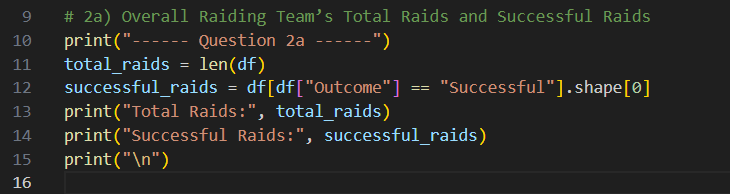 9 # 2a) Overall Raiding Team’s Total Raids and Successful Raids
10 print("------ Question 2a ------")
11 total_raids = len(df)
12 successful_raids = df[df["Outcome"] == "Successful"].shape[0]
13 print("Total Raids:", total_raids)
14 print("Successful Raids:", successful_raids)
15 print("\n")
16